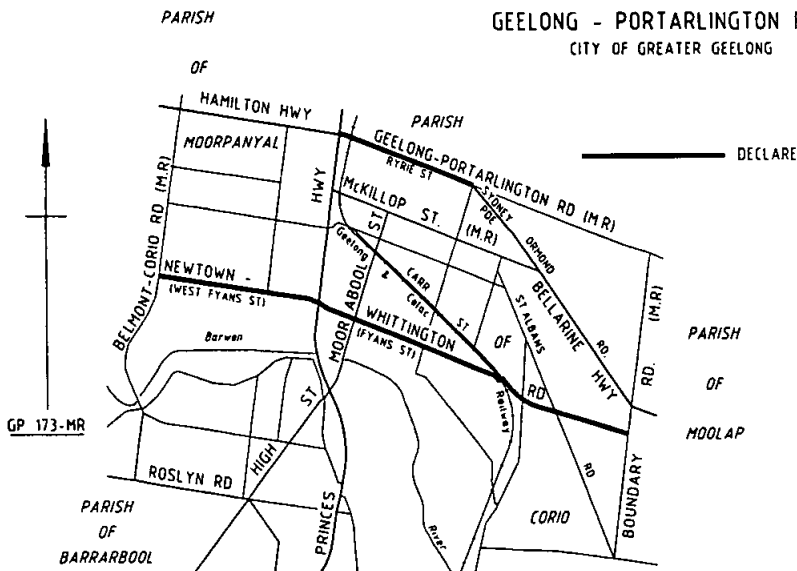 PARISH
OF
GEELONG - PORTARLINGTON
CITY OF GREATER GEELONG
HAMILTON HWY
PARISH
MOORPANYAL
GEELONG-PORTARLINGTON RD (M.R)
RYRIE ST
DECLARE
HWY
McKILLOP ST.
(M.R)
SYDNEY
PDE
ORMOND
RD.
BELMONT-CORIO RD (M.R)
MOORABOOL ST
Geelong
&
Colac
CARR
ST
NEWTOWN -
(WEST FYANS ST)
WHITTINGTON
(FYANS ST)
RD
OF
ST ALBANS
RD
BELLARINE
HWY
BOUNDARY
RD.
(M.R)
PARISH
OF
MOOLAP
Barwon
Railway
GP 173-MR
HIGH
ST
ROSLYN RD
PRINCES
River
CORIO
PARISH
OF
BARRARBOOL